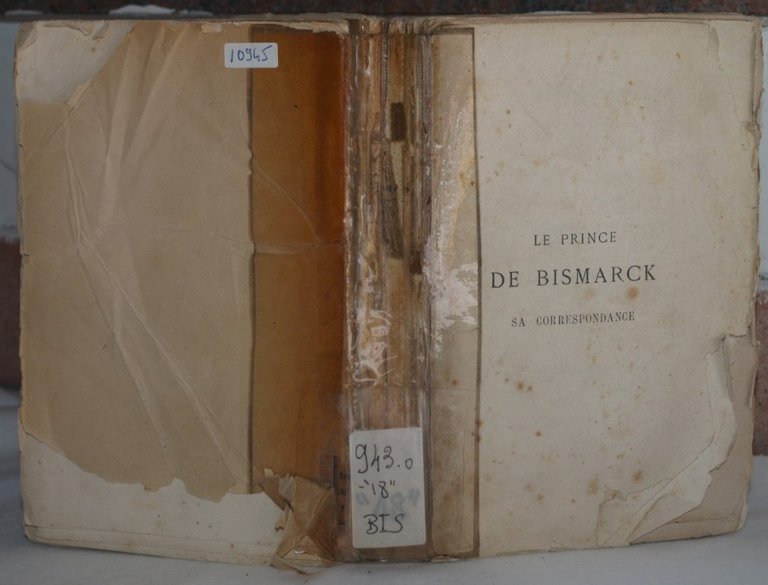 10945
LE PRINCE
DE BISMARCK
SA CORRESPONDANCE
943.0
-"18"
BIS